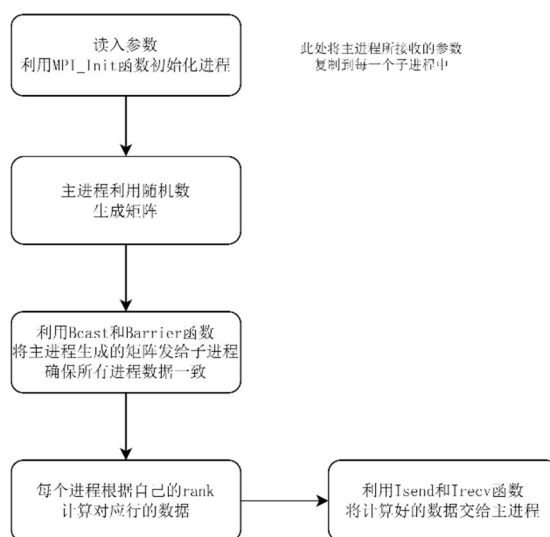 读入参数
利用MPI_Init函数初始化进程
此处将主进程所接收的参数
复制到每一个子进程中
主进程利用随机数
生成矩阵
利用Bcast和Barrier函数
将主进程生成的矩阵发给子进程
确保所有进程数据一致
每个进程根据自己的rank
计算对应行的数据
利用Isend和Irecv函数
将计算好的数据交给主进程